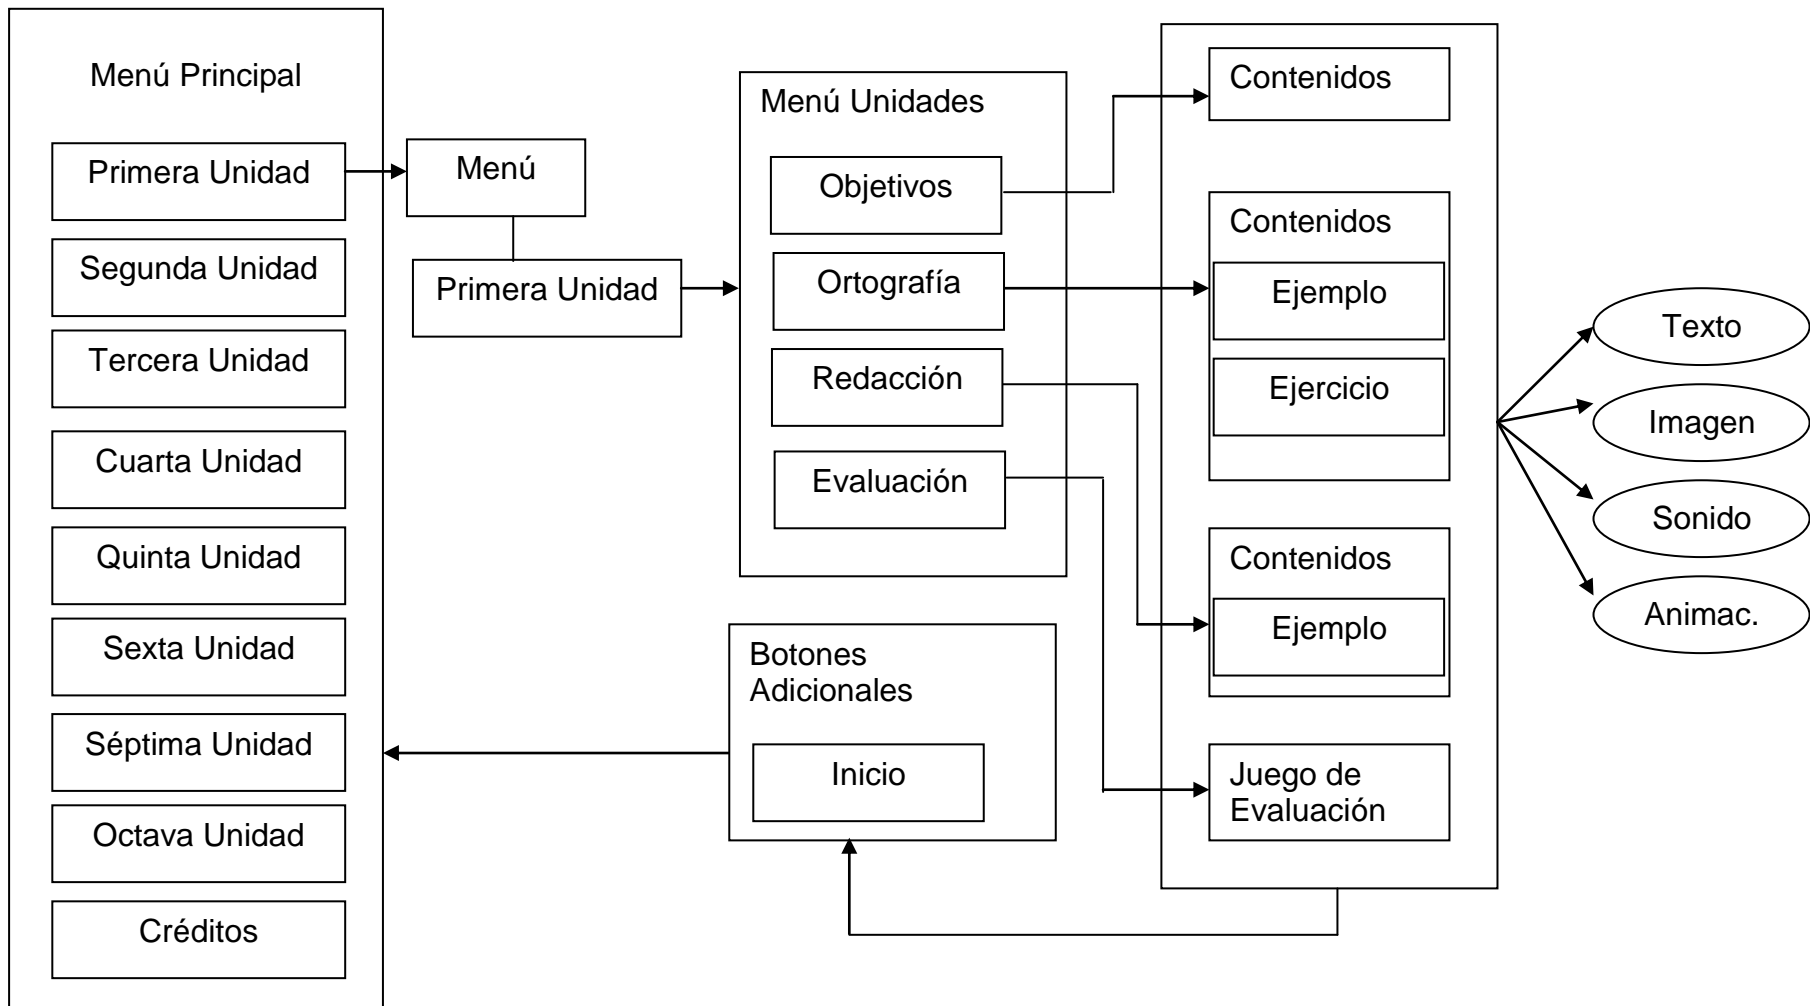 Menú Principal
Primera Unidad
Segunda Unidad
Tercera Unidad
Cuarta Unidad
Quinta Unidad
Sexta Unidad
Séptima Unidad
Octava Unidad
Créditos
Menú
Primera Unidad
Menú Unidades
Objetivos
Ortografía
Redacción
Evaluación
Botones
Adicionales
Inicio
Contenidos
Contenidos
Ejemplo
Ejercicio
Contenidos
Ejemplo
Juego de
Evaluación
Texto
Imagen
Sonido
Animac.